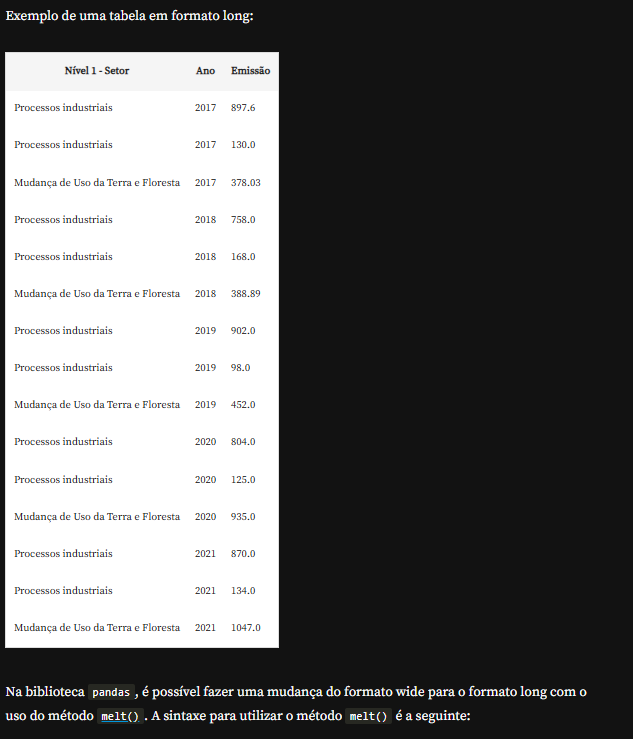 Exemplo de uma tabela em formato long:
Nível 1 - Setor Ano Emissão
Processos industriais 2017 897.6
Processos industriais 2017 130.0
Mudança de Uso da Terra e Floresta 2017 378.03
Processos industriais 2018 758.0
Processos industriais 2018 168.0
Mudança de Uso da Terra e Floresta 2018 388.89
Processos industriais 2019 902.0
Processos industriais 2019 98.0
Mudança de Uso da Terra e Floresta 2019 452.0
Processos industriais 2020 804.0
Processos industriais 2020 125.0
Mudança de Uso da Terra e Floresta 2020 935.0
Processos industriais 2021 870.0
Processos industriais 2021 134.0
Mudança de Uso da Terra e Floresta 2021 1047.0
Na biblioteca pandas, é possível fazer uma mudança do formato wide para o formato long com o
uso do método melt(). A sintaxe para utilizar o método melt() é a seguinte: